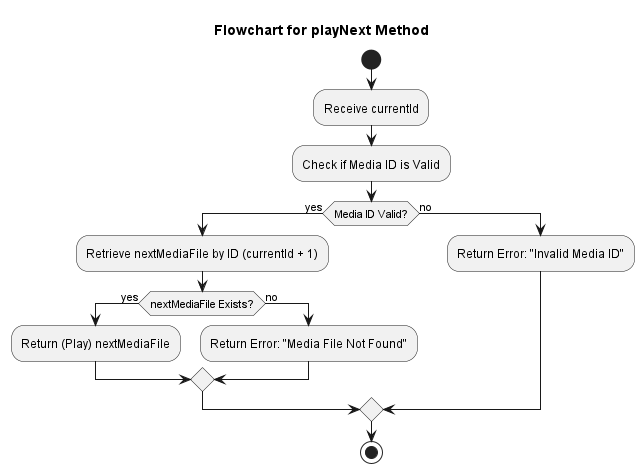 Flowchart for playNext Method
Receive currentId
Check if Media ID is Valid
yes
Media ID Valid?
no
Retrieve nextMediaFile by ID (currentId + 1)
Return Error: "Invalid Media ID"
yes
nextMediaFile Exists?
no
Return (Play) nextMediaFile
Return Error: "Media File Not Found"